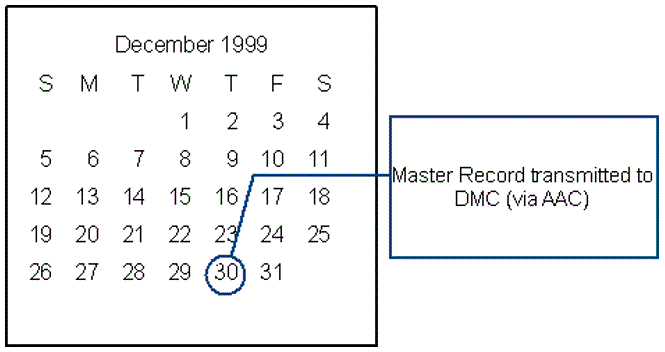 December 1999
S M T W T F S
1 2 3 4
5 6 7 8 9 10 11
12 13 14 15 16 17 18
19 20 21 22 23 24 25
26 27 28 29 30 31
Master Record transmitted to
DMC (via AAC)